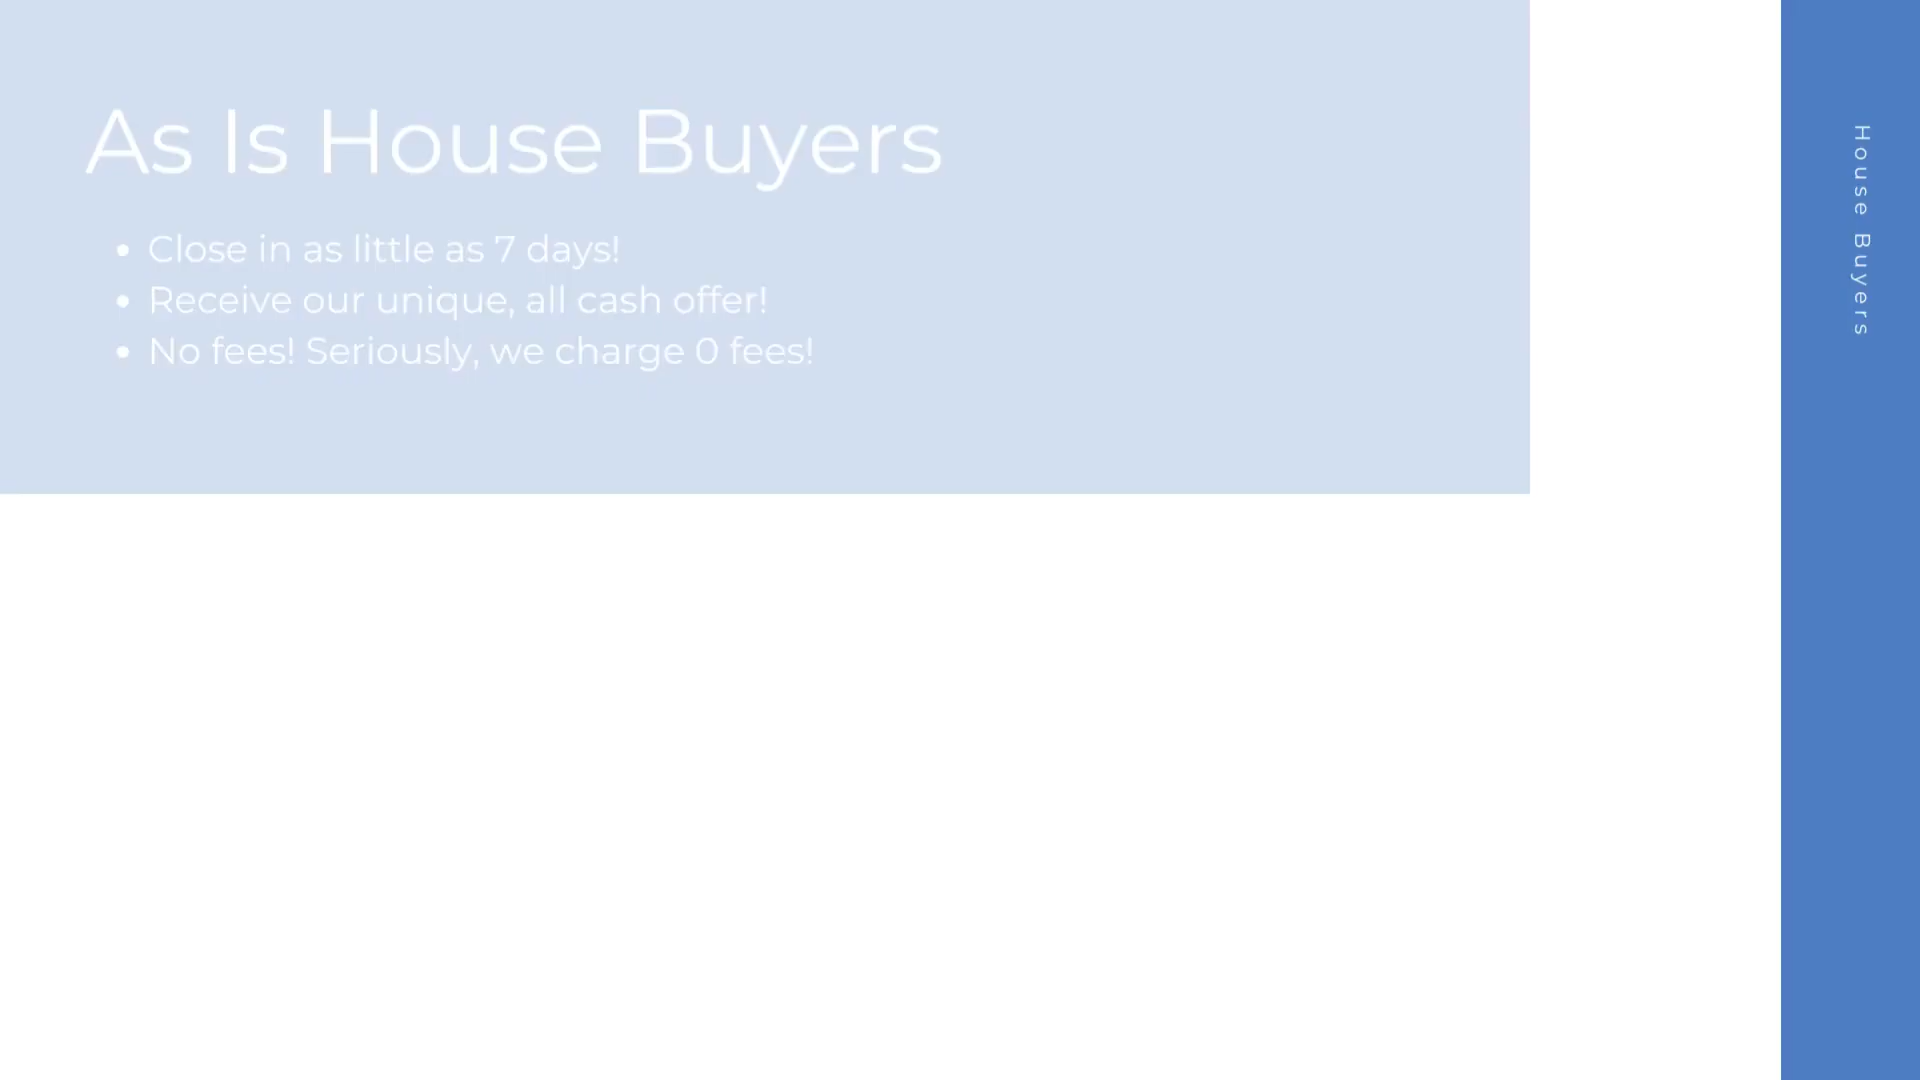 As Is House Buyers
• Close in as little as 7 days!
• Receive our unique, all cash offer!
• No fees! Seriously, we charge 0 fees!
House Buyers